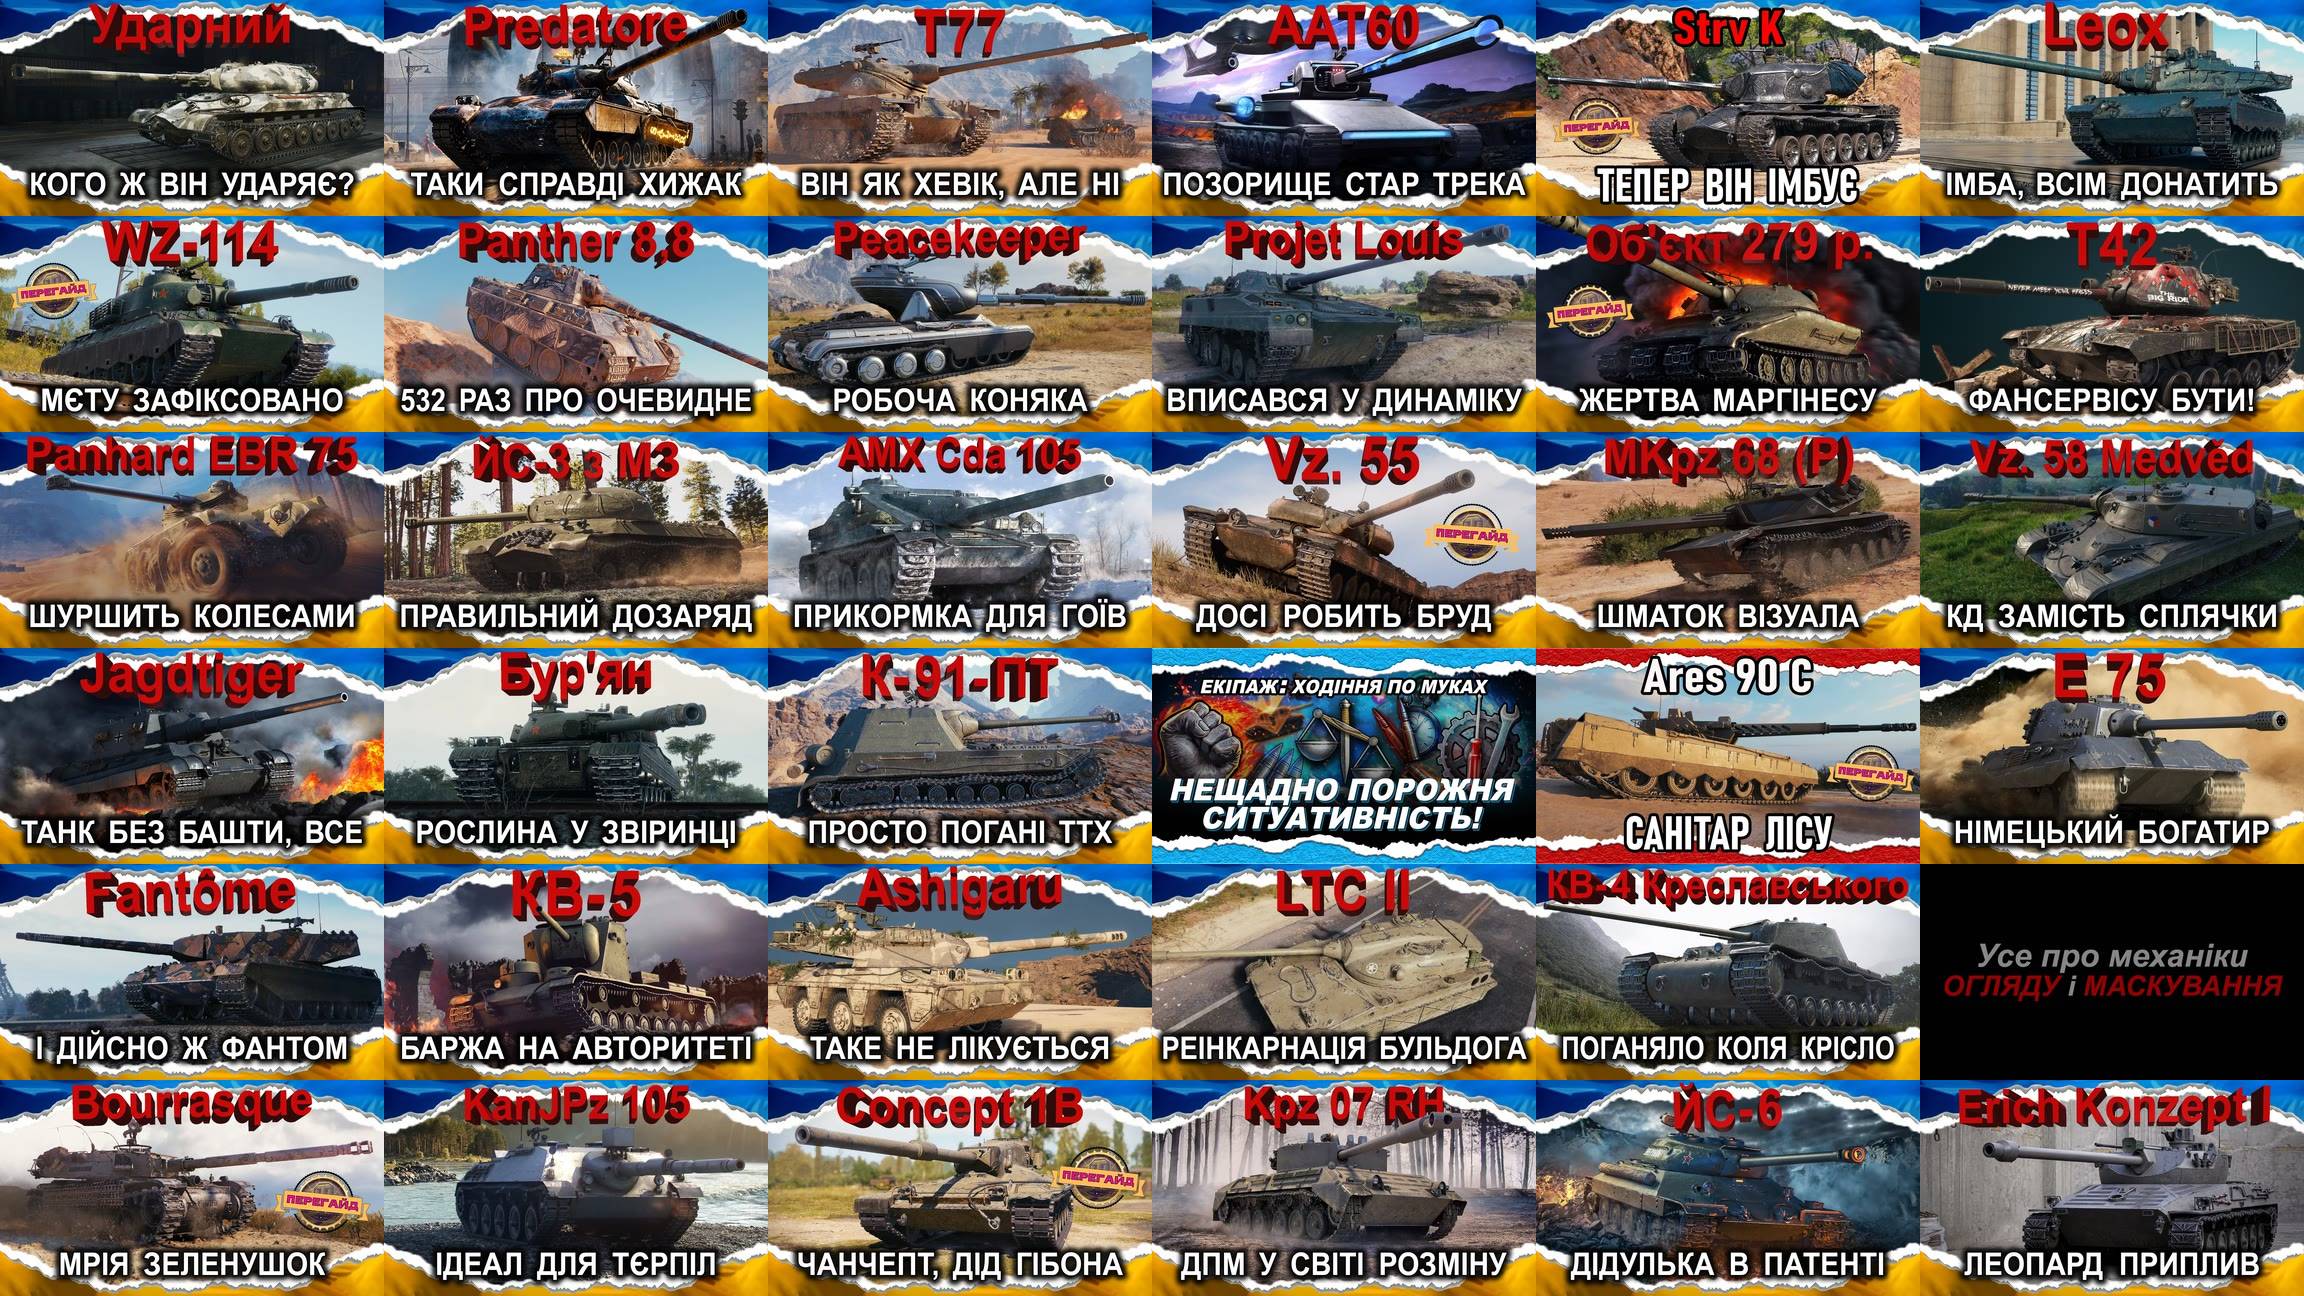 Ударний
КОГО Ж ВІН УДАРЯЄ?
Predatore
ТАКИ СПРАВДІ ХИЖАК
T77
ВІН ЯК ХЕВІК, АЛЕ НІ
AAT60
ПОЗОРИЩЕ СТАР ТРЕКА
Strv K
ПЕРЕГАЙД
ТЕПЕР ВІН ІМБУЄ
Leox
ІМБА, ВСІМ ДОНАТИТЬ
WZ-114
ПЕРЕГАЙД
МЄТУ ЗАФІКСОВАНО
Panther 8,8
532 РАЗ ПРО ОЧЕВИДНЕ
Peacekeeper
РОБОЧА КОНЯКА
Projet Louis
ВПИСАВСЯ У ДИНАМІКУ
Об'єкт 279 р.
ПЕРЕГАЙД
ЖЕРТВА МАРГІНЕСУ
T42
THE BIG RIDE
ФАНСЕРВІСУ БУТИ!
Panhard EBR 75
ШУРШИТЬ КОЛЕСАМИ
ЙС-3 з МЗ
ПРАВИЛЬНИЙ ДОЗАРЯД
AMX Cda 105
ПРИКОРМКА ДЛЯ ГОЇВ
Vz. 55
ПЕРЕГАЙД
ДОСІ РОБИТЬ БРУД
MKpz 68 (P)
ШМАТОК ВІЗУАЛА
Vz. 58 Medvěd
КД ЗАМІСТЬ СПЛЯЧКИ
Jagdtiger
ТАНК БЕЗ БАШТИ, ВСЕ
Бур'ян
РОСЛИНА У ЗВІРИНЦІ
К-91-ПТ
ПРОСТО ПОГАНІ ТТХ
ЕКІПАЖ: ХОДІННЯ ПО МУКАХ
НЕЩАДНО ПОРОЖНЯ
СИТУАТИВНІСТЬ!
Ares 90 C
ПЕРЕГАЙД
САНІТАР ЛІСУ
E 75
НІМЕЦЬКИЙ БОГАТИР
Fantôme
І ДІЙСНО Ж ФАНТОМ
КВ-5
БАРЖА НА АВТОРИТЕТІ
Ashigaru
ТАКЕ НЕ ЛІКУЄТЬСЯ
LTC II
РЕІНКАРНАЦІЯ БУЛЬДОГА
КВ-4 Креславського
ПОГАНЯЛО КОЛЯ КРІСЛО
Усе про механіки
ОГЛЯДУ і МАСКУВАННЯ
Bourrasque
ПЕРЕГАЙД
МРІЯ ЗЕЛЕНУШОК
KanJPz 105
ІДЕАЛ ДЛЯ ТЄРПІЛ
Concept 1B
ПЕРЕГАЙД
ЧАНЧЕПТ, ДІД ГІБОНА
Kpz 07 RH
ДПМ У СВІТІ РОЗМІНУ
ЙС-6
ДІДУЛЬКА В ПАТЕНТІ
Erich Konzept I
ЛЕОПАРД ПРИПЛИВ